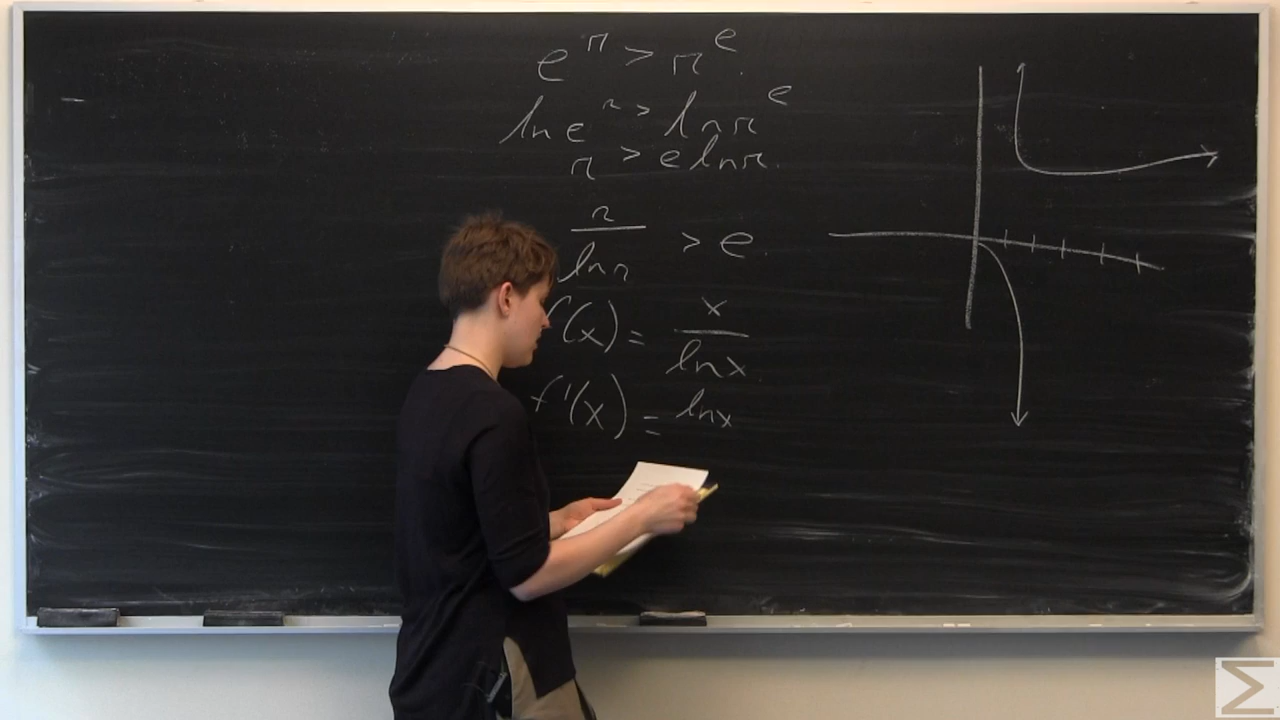 e^π > π^e.
ln e^π > ln π^e
π > e ln π.
π / ln π > e.
f(x) = x / ln x.
f'(x) = ln x
Σ